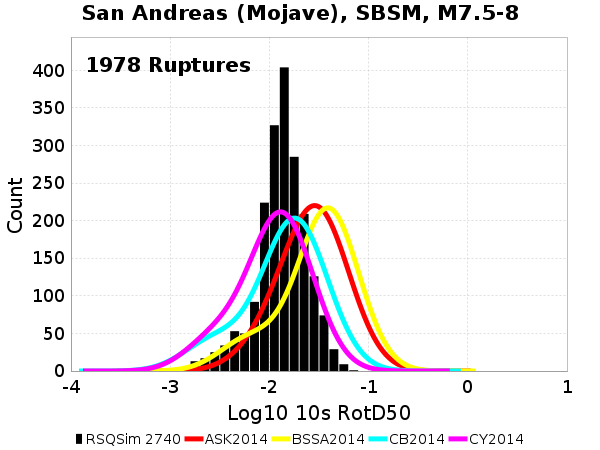 San Andreas (Mojave), SBSM, M7.5-8
1978 Ruptures
Count
400
350
300
250
200
150
100
50
0
-4 -3 -2 -1 0 1
Log10 10s RotD50
RSQSim 2740 ASK2014 BSSA2014 CB2014 CY2014